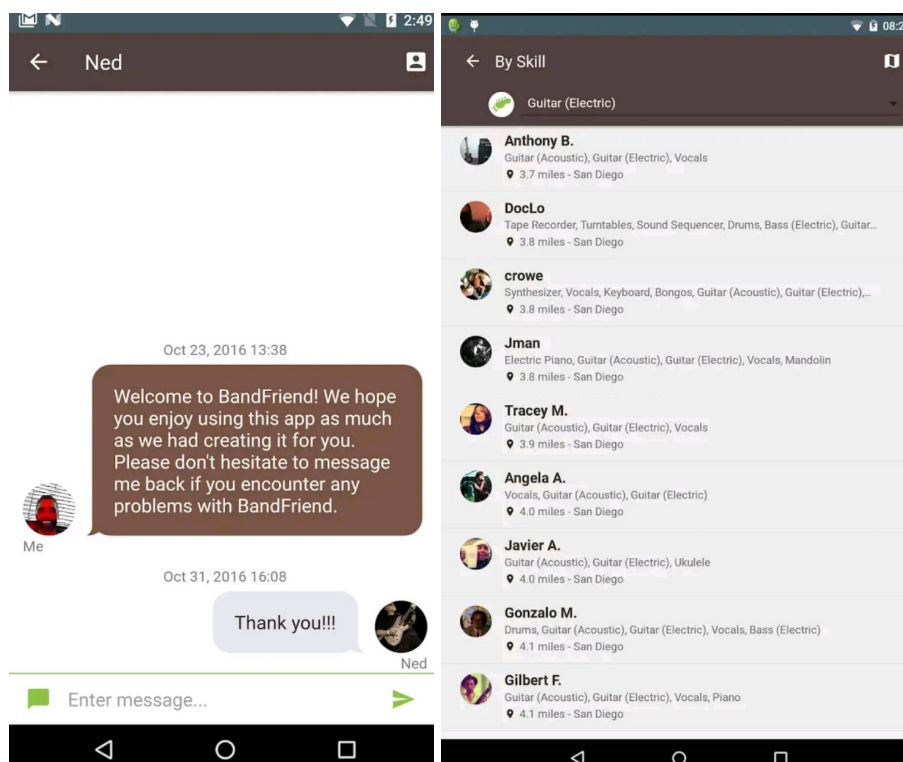 2:49
Ned
Oct 23, 2016 13:38
Welcome to BandFriend! We hope
you enjoy using this app as much
as we had creating it for you.
Please don't hesitate to message
me back if you encounter any
problems with BandFriend.
Me
Oct 31, 2016 16:08
Thank you!!!
Ned
Enter message...
08:2
By Skill
Guitar (Electric)
Anthony B.
Guitar (Acoustic), Guitar (Electric), Vocals
3.7 miles - San Diego
DocLo
Tape Recorder, Turntables, Sound Sequencer, Drums, Bass (Electric), Guitar...
3.8 miles - San Diego
crowe
Synthesizer, Vocals, Keyboard, Bongos, Guitar (Acoustic), Guitar (Electric),...
3.8 miles - San Diego
Jman
Electric Piano, Guitar (Acoustic), Guitar (Electric), Vocals, Mandolin
3.8 miles - San Diego
Tracey M.
Guitar (Acoustic), Guitar (Electric), Vocals
3.9 miles - San Diego
Angela A.
Vocals, Guitar (Acoustic), Guitar (Electric)
4.0 miles - San Diego
Javier A.
Guitar (Acoustic), Guitar (Electric), Ukulele
4.0 miles - San Diego
Gonzalo M.
Drums, Guitar (Acoustic), Guitar (Electric), Vocals, Bass (Electric)
4.1 miles - San Diego
Gilbert F.
Guitar (Acoustic), Guitar (Electric), Vocals, Piano
4.1 miles - San Diego